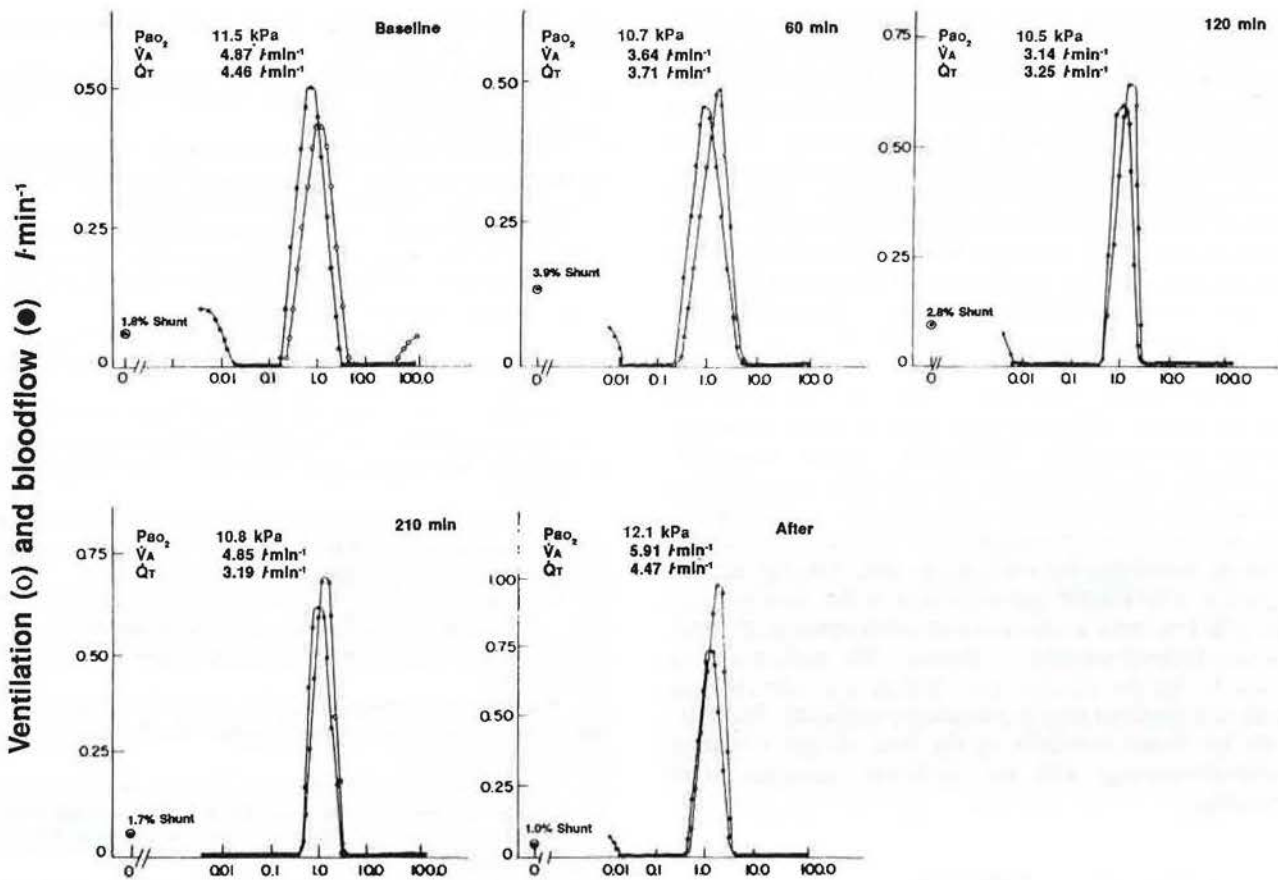 Ventilation (o) and bloodflow (●) l·min⁻¹
Baseline
PaO₂ 11.5 kPa
V̇A 4.87 l·min⁻¹
Q̇T 4.46 l·min⁻¹
0.50
0.25
0
1.8% Shunt
0 0.01 0.1 1.0 10.0 100.0
60 min
PaO₂ 10.7 kPa
V̇A 3.64 l·min⁻¹
Q̇T 3.71 l·min⁻¹
0.50
0.25
0
3.9% Shunt
0 0.01 0.1 1.0 10.0 100.0
120 min
PaO₂ 10.5 kPa
V̇A 3.14 l·min⁻¹
Q̇T 3.25 l·min⁻¹
0.75
0.50
0.25
0
2.8% Shunt
0 0.01 0.1 1.0 10.0 100.0
210 min
PaO₂ 10.8 kPa
V̇A 4.85 l·min⁻¹
Q̇T 3.19 l·min⁻¹
0.75
0.50
0.25
0
1.7% Shunt
0 0.01 0.1 1.0 10.0 100.0
After
PaO₂ 12.1 kPa
V̇A 5.91 l·min⁻¹
Q̇T 4.47 l·min⁻¹
1.00
0.75
0.50
0.25
0
1.0% Shunt
0 0.01 0.1 1.0 10.0 100.0